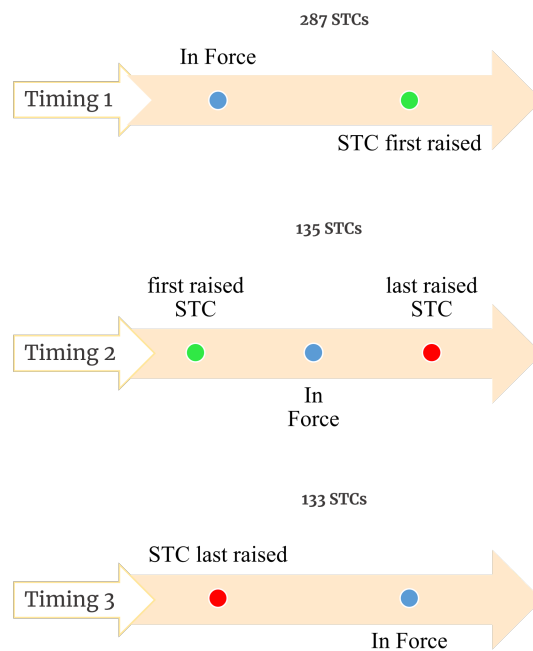 287 STCs
In Force
Timing 1
STC first raised
135 STCs
first raised
STC
last raised
STC
Timing 2
In
Force
133 STCs
STC last raised
Timing 3
In Force